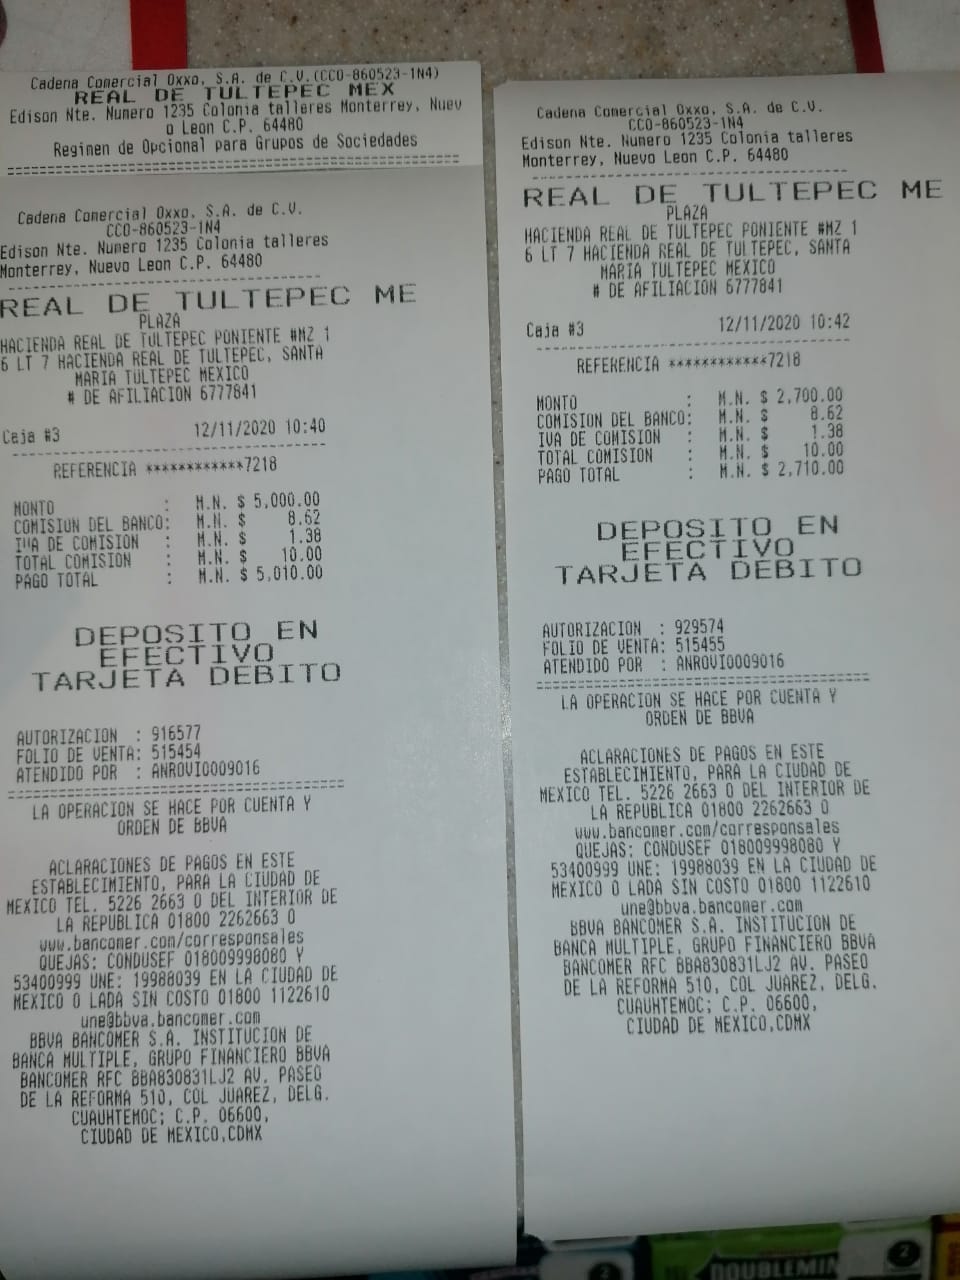 Cadena Comercial Oxxo, S.A. de C.V.(CCO-860523-1N4)
REAL DE TULTEPEC MEX
Edison Nte. Numero 1235 Colonia talleres Monterrey, Nuev
o Leon C.P. 64480
Regimen de Opcional para Grupos de Sociedades
Cadena Comercial Oxxo, S.A. de C.V.
CCO-860523-1N4
Edison Nte. Numero 1235 Colonia talleres
Monterrey, Nuevo Leon C.P. 64480
REAL DE TULTEPEC ME
PLAZA
HACIENDA REAL DE TULTEPEC PONIENTE #MZ 1
6 LT 7 HACIENDA REAL DE TULTEPEC, SANTA
MARIA TULTEPEC MEXICO
# DE AFILIACION 6777841
Caja #3 12/11/2020 10:40
REFERENCIA ************7218
MONTO : M.N. $ 5,000.00
COMISION DEL BANCO: M.N. $ 8.62
IVA DE COMISION : M.N. $ 1.38
TOTAL COMISION : M.N. $ 10.00
PAGO TOTAL : M.N. $ 5,010.00
DEPOSITO EN
EFECTIVO
TARJETA DEBITO
AUTORIZACION : 916577
FOLIO DE VENTA: 515454
ATENDIDO POR : ANROVI0009016
LA OPERACION SE HACE POR CUENTA Y
ORDEN DE BBVA
ACLARACIONES DE PAGOS EN ESTE
ESTABLECIMIENTO, PARA LA CIUDAD DE
MEXICO TEL. 5226 2663 O DEL INTERIOR DE
LA REPUBLICA 01800 2262663 O
www.bancomer.com/corresponsales
QUEJAS: CONDUSEF 018009998080 Y
53400999 UNE: 19988039 EN LA CIUDAD DE
MEXICO O LADA SIN COSTO 01800 1122610
une@bbva.bancomer.com
BBVA BANCOMER S.A. INSTITUCION DE
BANCA MULTIPLE, GRUPO FINANCIERO BBVA
BANCOMER RFC BBA830831LJ2 AV. PASEO
DE LA REFORMA 510, COL JUAREZ, DELG.
CUAUHTEMOC; C.P. 06600,
CIUDAD DE MEXICO,CDMX
Cadena Comercial Oxxo, S.A. de C.V.
CCO-860523-1N4
Edison Nte. Numero 1235 Colonia talleres
Monterrey, Nuevo Leon C.P. 64480
REAL DE TULTEPEC ME
PLAZA
HACIENDA REAL DE TULTEPEC PONIENTE #MZ 1
6 LT 7 HACIENDA REAL DE TULTEPEC, SANTA
MARIA TULTEPEC MEXICO
# DE AFILIACION 6777841
Caja #3 12/11/2020 10:42
REFERENCIA ************7218
MONTO : M.N. $ 2,700.00
COMISION DEL BANCO: M.N. $ 8.62
IVA DE COMISION : M.N. $ 1.38
TOTAL COMISION : M.N. $ 10.00
PAGO TOTAL : M.N. $ 2,710.00
DEPOSITO EN
EFECTIVO
TARJETA DEBITO
AUTORIZACION : 929574
FOLIO DE VENTA: 515455
ATENDIDO POR : ANROVI0009016
LA OPERACION SE HACE POR CUENTA Y
ORDEN DE BBVA
ACLARACIONES DE PAGOS EN ESTE
ESTABLECIMIENTO, PARA LA CIUDAD DE
MEXICO TEL. 5226 2663 O DEL INTERIOR DE
LA REPUBLICA 01800 2262663 O
www.bancomer.com/corresponsales
QUEJAS: CONDUSEF 018009998080 Y
53400999 UNE: 19988039 EN LA CIUDAD DE
MEXICO O LADA SIN COSTO 01800 1122610
une@bbva.bancomer.com
BBVA BANCOMER S.A. INSTITUCION DE
BANCA MULTIPLE, GRUPO FINANCIERO BBVA
BANCOMER RFC BBA830831LJ2 AV. PASEO
DE LA REFORMA 510, COL JUAREZ, DELG.
CUAUHTEMOC; C.P. 06600,
CIUDAD DE MEXICO,CDMX
DOUBLEMIN
2
2